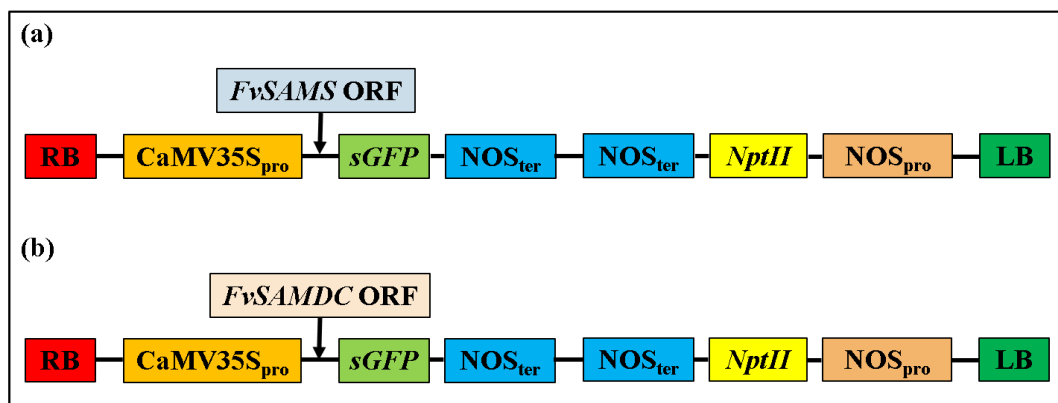 (a)
FvSAMS ORF
RB CaMV35Spro sGFP NOSter NOSter NptII NOSpro LB
(b)
FvSAMDC ORF
RB CaMV35Spro sGFP NOSter NOSter NptII NOSpro LB